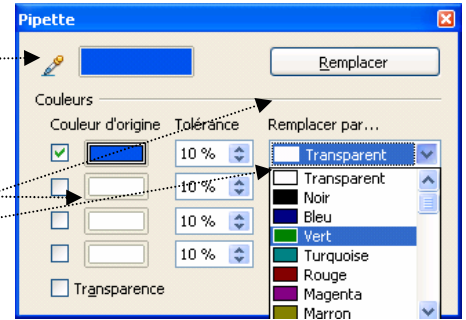 Pipette
Remplacer
Couleurs
Couleur d'origine Tolérance Remplacer par...
10 % Transparent
10 % Transparent
Noir
10 % Bleu
Vert
10 % Turquoise
Rouge
Transparence Magenta
Marron